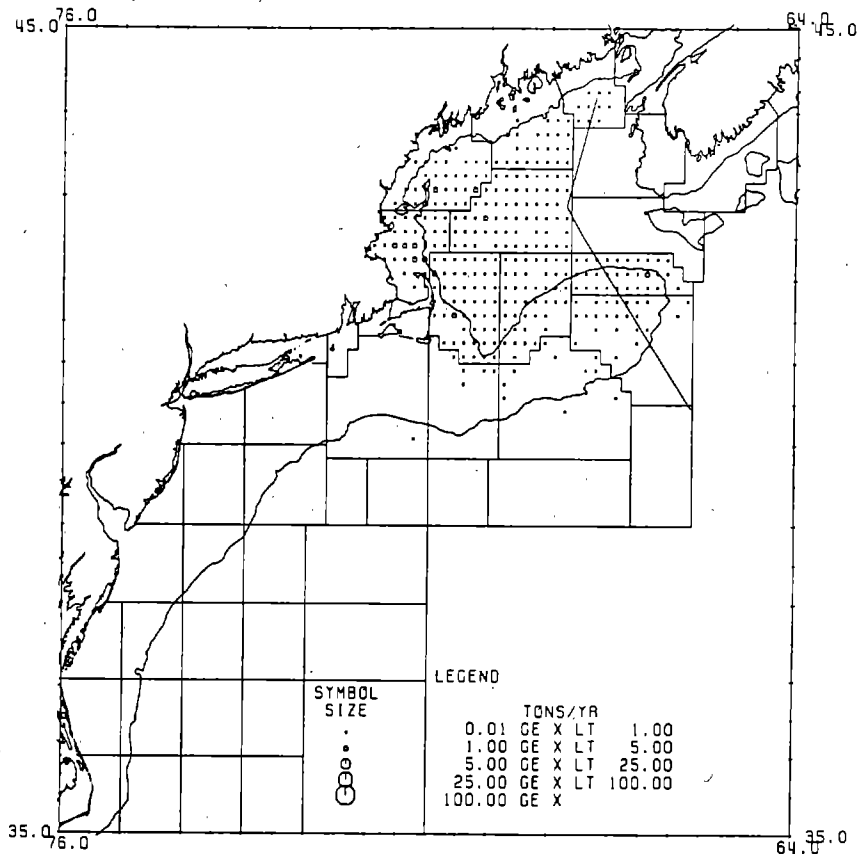 76.0 64.0
45.0 45.0
LEGEND
SYMBOL
SIZE
TONS/YR
0.01 GE X LT 1.00
1.00 GE X LT 5.00
5.00 GE X LT 25.00
25.00 GE X LT 100.00
100.00 GE X
35.0 35.0
76.0 64.0